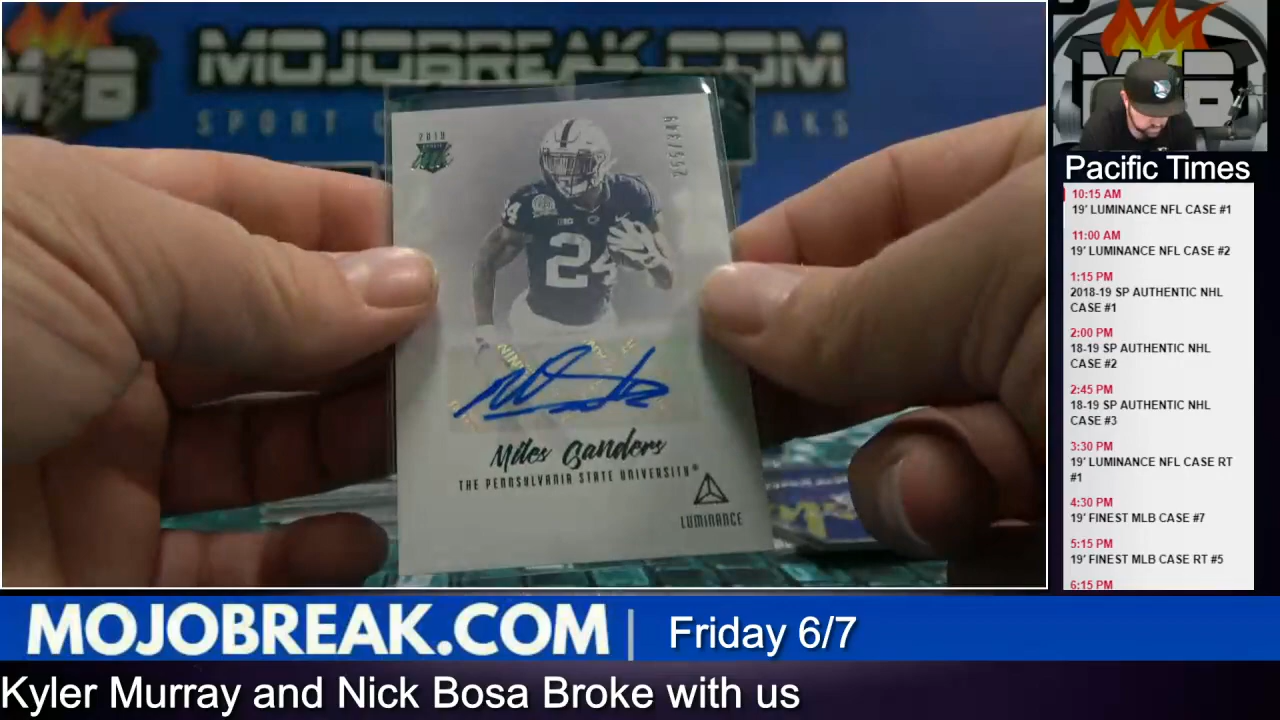 MOJOBREAK.COM
2019
255/349
24
24
Miles Sanders
THE PENNSYLVANIA STATE UNIVERSITY®
LUMINANCE
Pacific Times
10:15 AM
19' LUMINANCE NFL CASE #1
11:00 AM
19' LUMINANCE NFL CASE #2
1:15 PM
2018-19 SP AUTHENTIC NHL
CASE #1
2:00 PM
18-19 SP AUTHENTIC NHL
CASE #2
2:45 PM
18-19 SP AUTHENTIC NHL
CASE #3
3:30 PM
19' LUMINANCE NFL CASE RT
#1
4:30 PM
19' FINEST MLB CASE #7
5:15 PM
19' FINEST MLB CASE RT #5
6:15 PM
MOJOBREAK.COM | Friday 6/7
Kyler Murray and Nick Bosa Broke with us